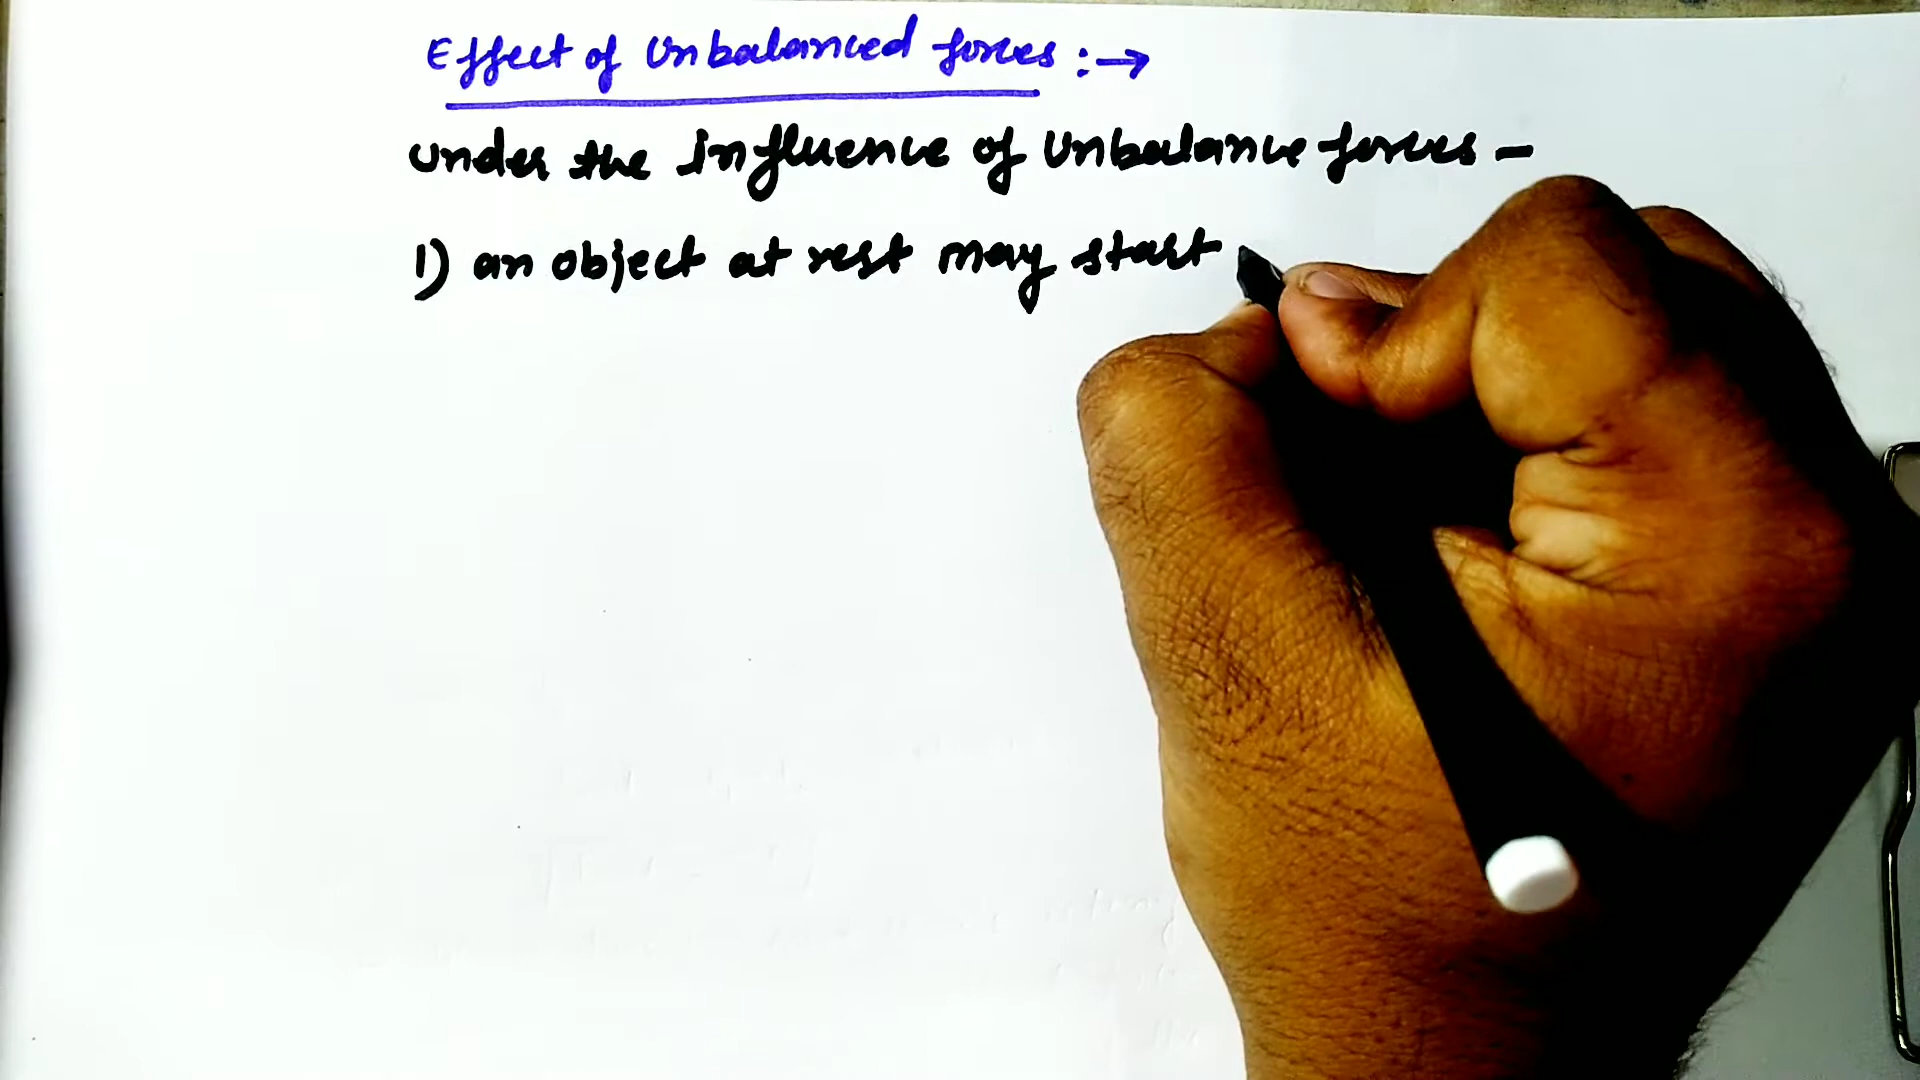 Effect of Unbalanced forces :→
under the Influence of Unbalance forces –
1) an object at rest may start